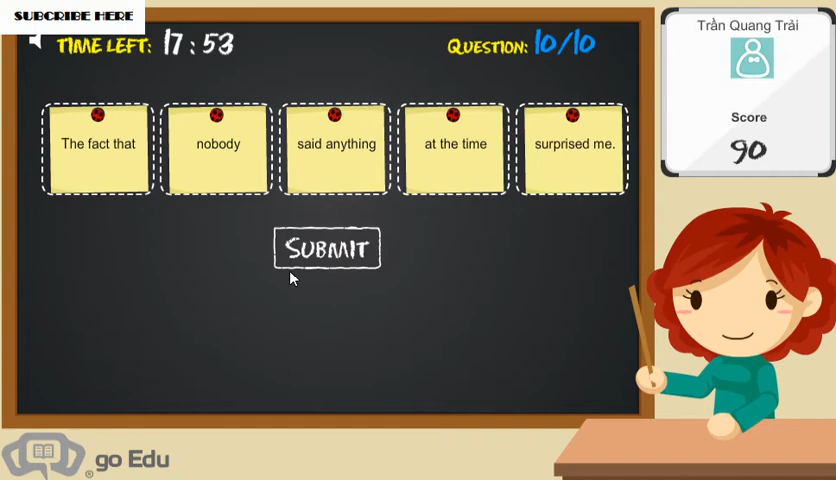 SUBCRIBE HERE
TIME LEFT: 17:53
QUESTION: 10/10
The fact that
nobody
said anything
at the time
surprised me.
SUBMIT
Trần Quang Trải
Score
90
® go Edu